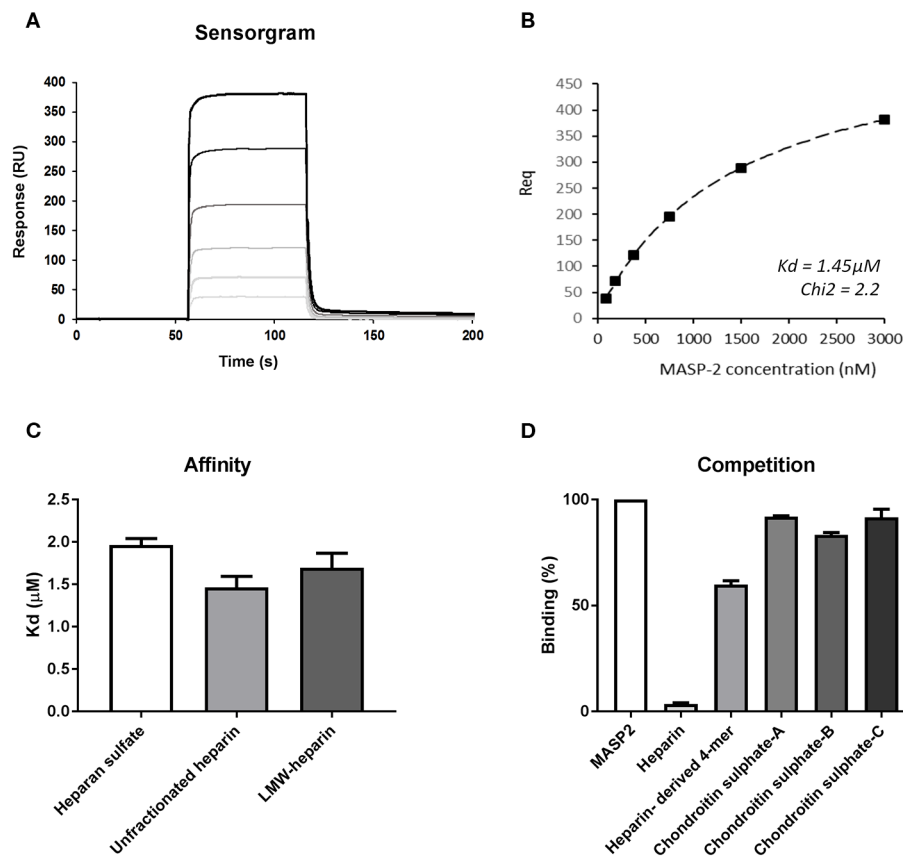 A
Sensorgram
Response (RU)
400
350
300
250
200
150
100
50
0
0 50 100 150 200
Time (s)
B
Req
450
400
350
300
250
200
150
100
50
0
Kd = 1.45μM
Chi2 = 2.2
0 500 1000 1500 2000 2500 3000
MASP-2 concentration (nM)
C
Affinity
Kd (μM)
2.5
2.0
1.5
1.0
0.5
0.0
Heparan sulfate
Unfractionated heparin
LMW-heparin
D
Competition
Binding (%)
100
50
0
MASP2
Heparin
Heparin- derived 4-mer
Chondroitin sulphate-A
Chondroitin sulphate-B
Chondroitin sulphate-C